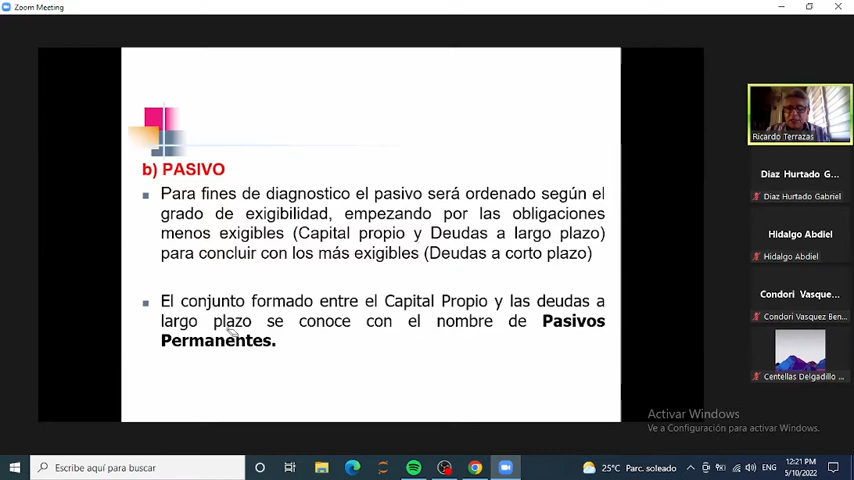 Zoom Meeting
b) PASIVO
Para fines de diagnostico el pasivo será ordenado según el
grado de exigibilidad, empezando por las obligaciones
menos exigibles (Capital propio y Deudas a largo plazo)
para concluir con los más exigibles (Deudas a corto plazo)
El conjunto formado entre el Capital Propio y las deudas a
largo plazo se conoce con el nombre de Pasivos
Permanentes.
Ricardo Terrazas
Diaz Hurtado G...
Diaz Hurtado Gabriel
Hidalgo Abdiel
Hidalgo Abdiel
Condori Vasque...
Condori Vasquez Ben...
Centellas Delgadillo ...
Activar Windows
Ve a Configuración para activar Windows.
Escribe aquí para buscar
25°C Parc. soleado
ENG
12:21 PM
5/10/2022